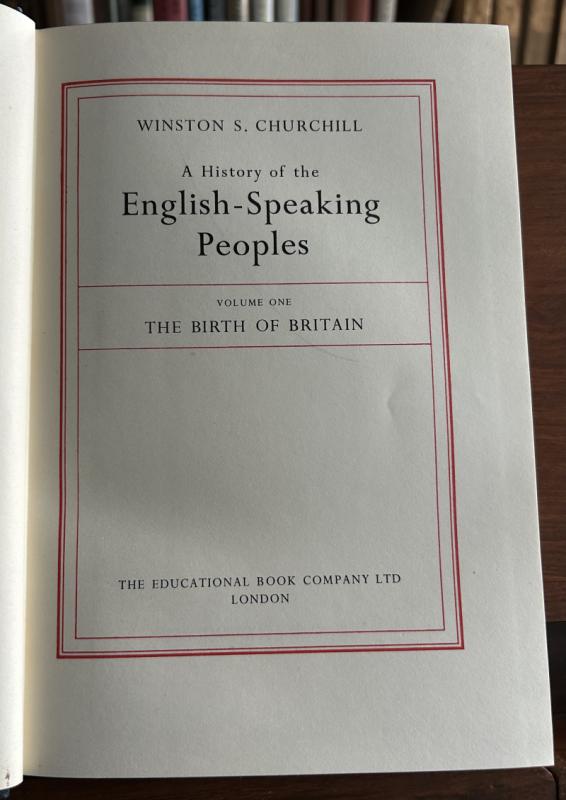 WINSTON S. CHURCHILL
A History of the
English-Speaking
Peoples
VOLUME ONE
THE BIRTH OF BRITAIN
THE EDUCATIONAL BOOK COMPANY LTD
LONDON